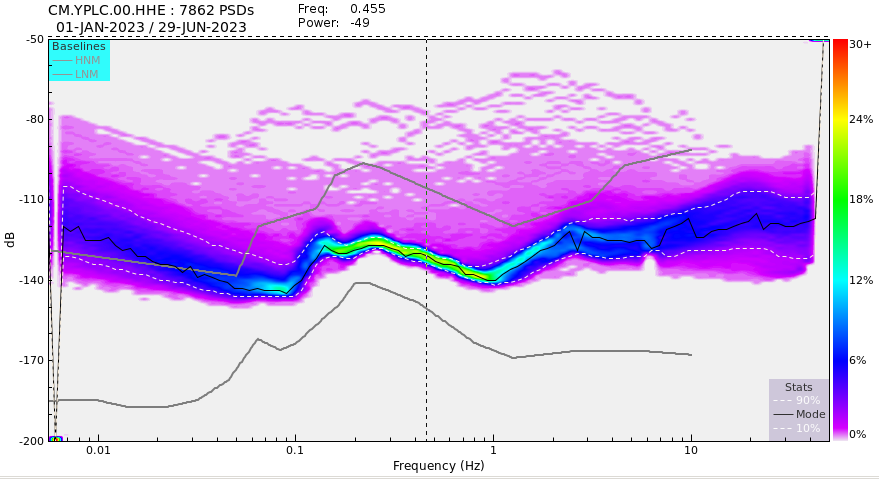 CM.YPLC.00.HHE : 7862 PSDs
01-JAN-2023 / 29-JUN-2023
Freq: 0.455
Power: -49
Baselines
HNM
LNM
-50
-80
-110
-140
-170
-200
dB
0.01
0.1
1
10
Frequency (Hz)
Stats
90%
Mode
10%
30+
24%
18%
12%
6%
0%